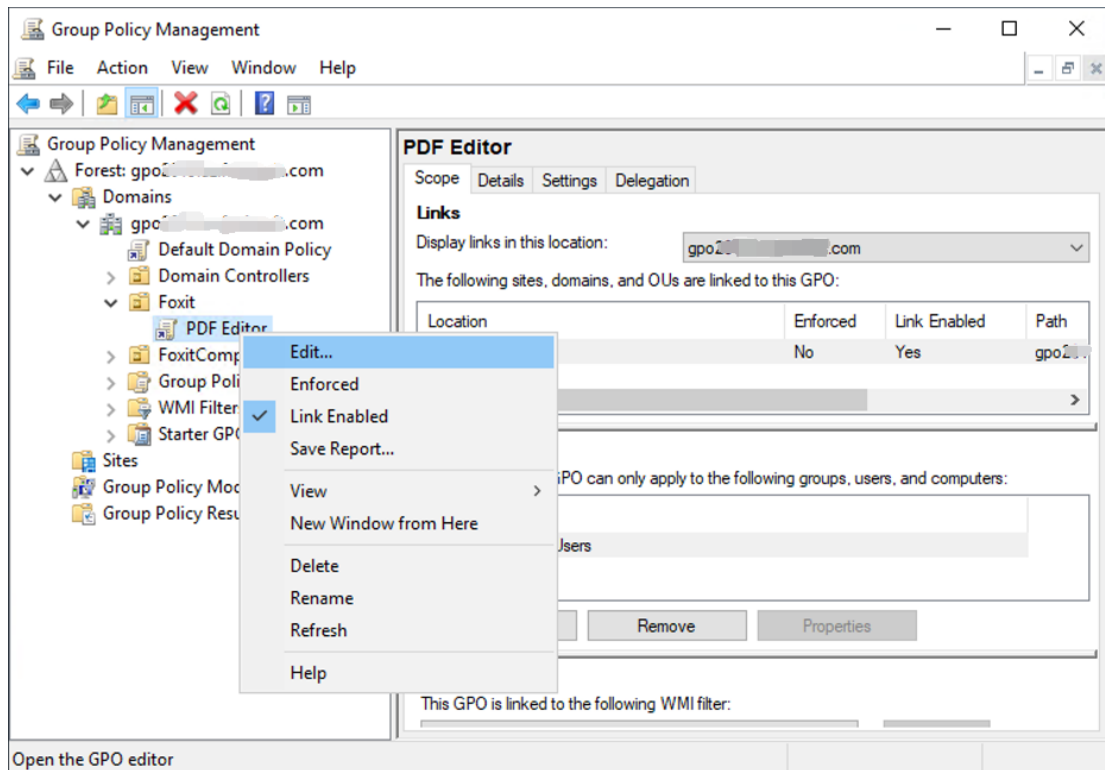 Group Policy Management
File Action View Window Help
Group Policy Management
Forest: gpo .com
Domains
gpo .com
Default Domain Policy
Domain Controllers
Foxit
PDF Editor
FoxitComp
Group Poli
WMI Filter
Starter GPO
Sites
Group Policy Mod
Group Policy Resu
Edit...
Enforced
Link Enabled
Save Report...
View
New Window from Here
Delete
Rename
Refresh
Help
PDF Editor
Scope Details Settings Delegation
Links
Display links in this location: .com
The following sites, domains, and OUs are linked to this GPO:
Location Enforced Link Enabled Path
No Yes
GPO can only apply to the following groups, users, and computers:
Users
Remove Properties
This GPO is linked to the following WMI filter:
Open the GPO editor